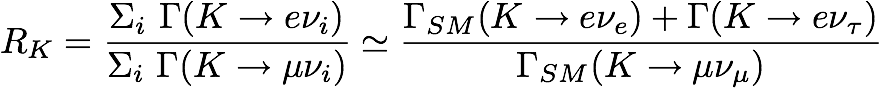 $R_K = \frac{\Sigma_i \ \Gamma(K \to e\nu_i)}{\Sigma_i \ \Gamma(K \to \mu\nu_i)} \simeq \frac{\Gamma_{SM}(K \to e\nu_e) + \Gamma(K \to e\nu_\tau)}{\Gamma_{SM}(K \to \mu\nu_\mu)}$